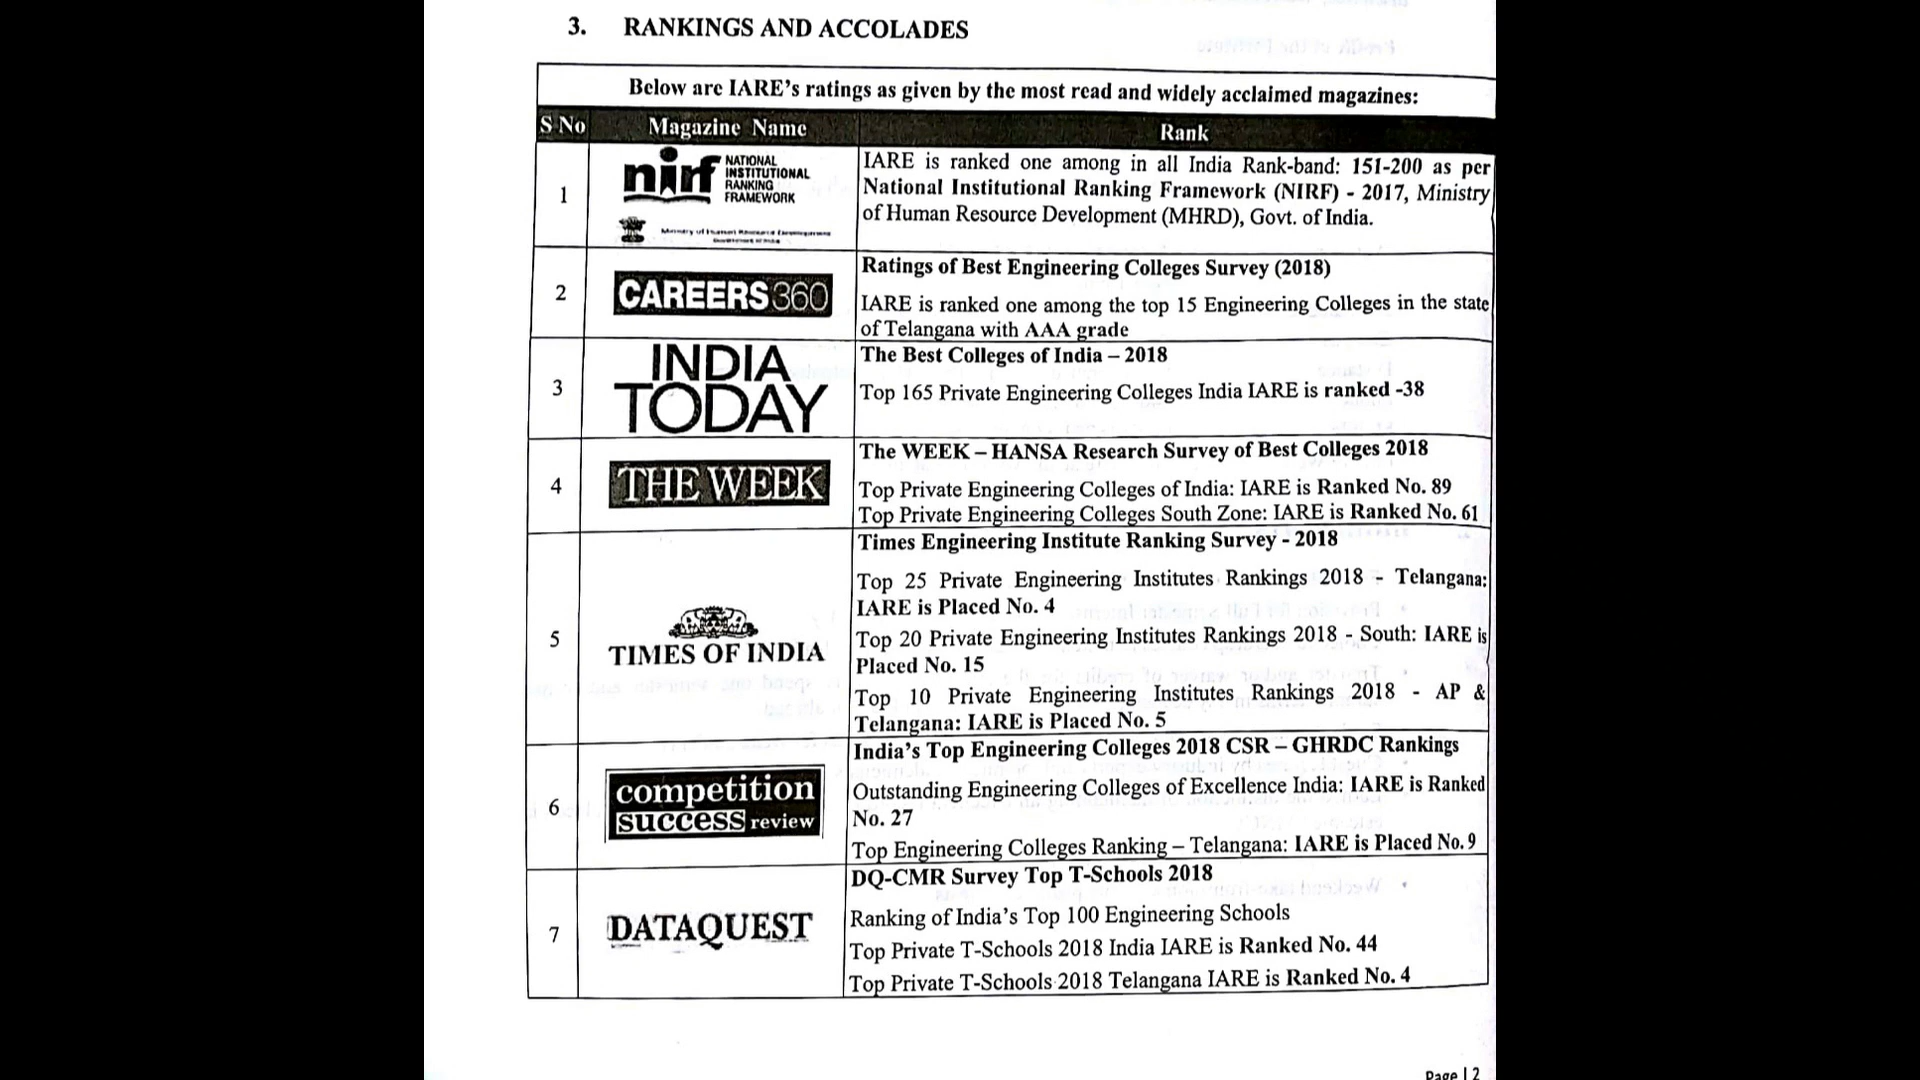 3. RANKINGS AND ACCOLADES
Below are IARE's ratings as given by the most read and widely acclaimed magazines:
S No Magazine Name Rank
1
nirf NATIONAL
INSTITUTIONAL
RANKING
FRAMEWORK
Ministry of Human Resource Development
Government of India
IARE is ranked one among in all India Rank-band: 151-200 as per
National Institutional Ranking Framework (NIRF) - 2017, Ministry
of Human Resource Development (MHRD), Govt. of India.
2
CAREERS360
Ratings of Best Engineering Colleges Survey (2018)
IARE is ranked one among the top 15 Engineering Colleges in the state
of Telangana with AAA grade
3
INDIA
TODAY
The Best Colleges of India – 2018
Top 165 Private Engineering Colleges India IARE is ranked -38
4
THE WEEK
The WEEK – HANSA Research Survey of Best Colleges 2018
Top Private Engineering Colleges of India: IARE is Ranked No. 89
Top Private Engineering Colleges South Zone: IARE is Ranked No. 61
5
TIMES OF INDIA
Times Engineering Institute Ranking Survey - 2018
Top 25 Private Engineering Institutes Rankings 2018 - Telangana:
IARE is Placed No. 4
Top 20 Private Engineering Institutes Rankings 2018 - South: IARE is
Placed No. 15
Top 10 Private Engineering Institutes Rankings 2018 - AP &
Telangana: IARE is Placed No. 5
6
competition
success review
India's Top Engineering Colleges 2018 CSR – GHRDC Rankings
Outstanding Engineering Colleges of Excellence India: IARE is Ranked
No. 27
Top Engineering Colleges Ranking – Telangana: IARE is Placed No. 9
7
DATAQUEST
DQ-CMR Survey Top T-Schools 2018
Ranking of India's Top 100 Engineering Schools
Top Private T-Schools 2018 India IARE is Ranked No. 44
Top Private T-Schools 2018 Telangana IARE is Ranked No. 4
Page | 2